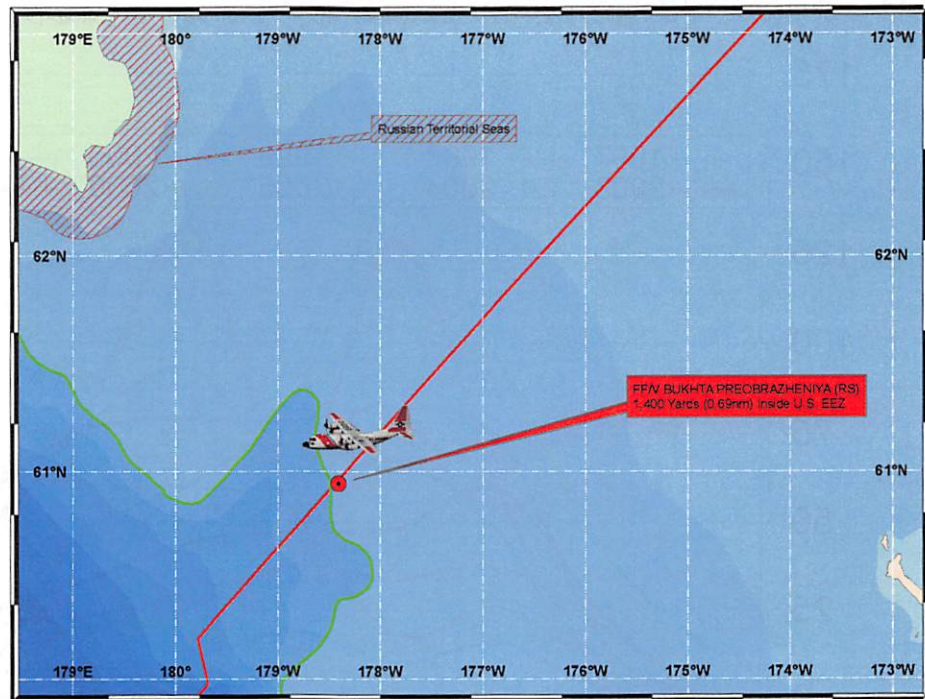 179°E 180° 179°W 178°W 177°W 176°W 175°W 174°W 173°W
Russian Territorial Seas
62°N 62°N
FF/V BUKHTA PREOBRAZHENIYA (RS)
1,400 Yards (0.69nm) Inside U.S. EEZ
61°N 61°N
179°E 180° 179°W 178°W 177°W 176°W 175°W 174°W 173°W